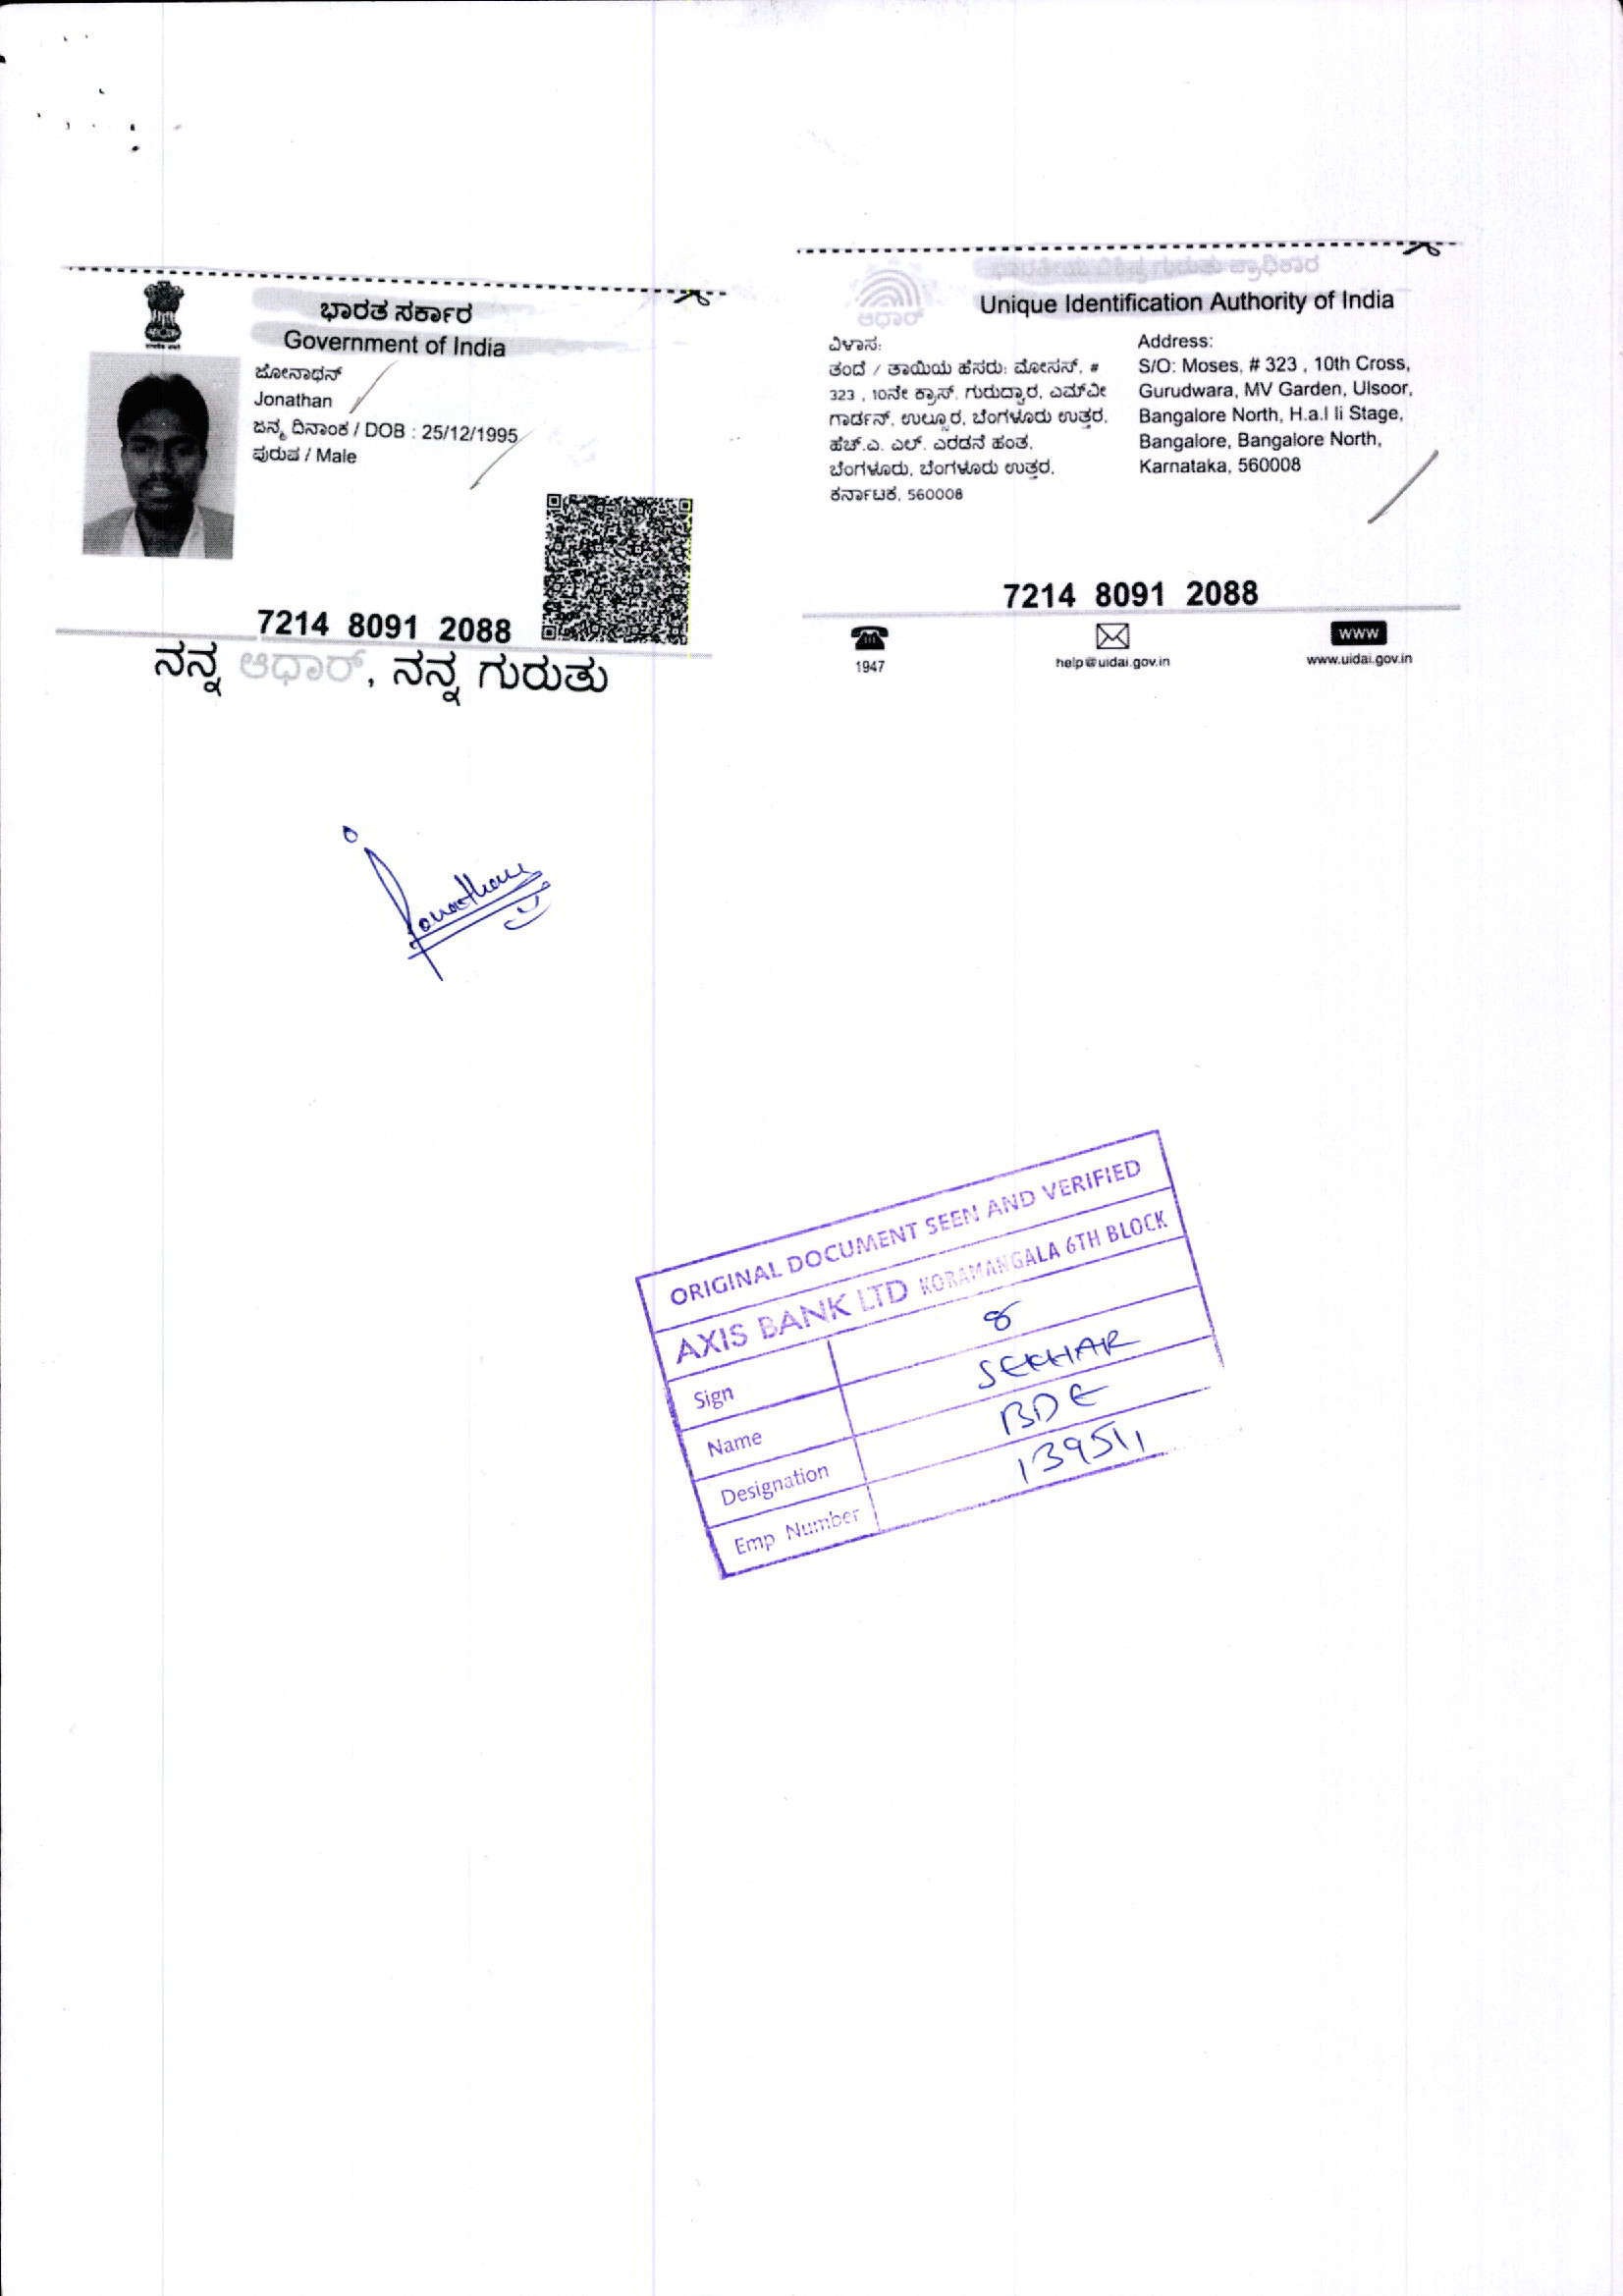 ಭಾರತ ಸರ್ಕಾರ
Government of India
ಜೋನಾಥನ್
Jonathan
ಜನ್ಮ ದಿನಾಂಕ / DOB : 25/12/1995
ಪುರುಷ / Male
7214 8091 2088
ನನ್ನ ಆಧಾರ್, ನನ್ನ ಗುರುತು
ಭಾರತೀಯ ವಿಶಿಷ್ಟ ಗುರುತು ಪ್ರಾಧಿಕಾರ
Unique Identification Authority of India
ಆಧಾರ್
ವಿಳಾಸ:
ತಂದೆ / ತಾಯಿಯ ಹೆಸರು: ಮೋಸಸ್, #
323 , 10ನೇ ಕ್ರಾಸ್, ಗುರುದ್ವಾರ, ಎಮ್‌ವೀ
ಗಾರ್ಡನ್, ಉಲ್ಸೂರ, ಬೆಂಗಳೂರು ಉತ್ತರ,
ಹೆಚ್.ಎ. ಎಲ್. ಎರಡನೆ ಹಂತ,
ಬೆಂಗಳೂರು, ಬೆಂಗಳೂರು ಉತ್ತರ,
ಕರ್ನಾಟಕ, 560008
Address:
S/O: Moses, # 323 , 10th Cross,
Gurudwara, MV Garden, Ulsoor,
Bangalore North, H.a.l Ii Stage,
Bangalore, Bangalore North,
Karnataka, 560008
7214 8091 2088
1947
help@uidai.gov.in
www
www.uidai.gov.in
Jonathan
ORIGINAL DOCUMENT SEEN AND VERIFIED
AXIS BANK LTD KORAMANGALA 6TH BLOCK
Sign
Name SEKHAR
Designation BDE
Emp Number 139511